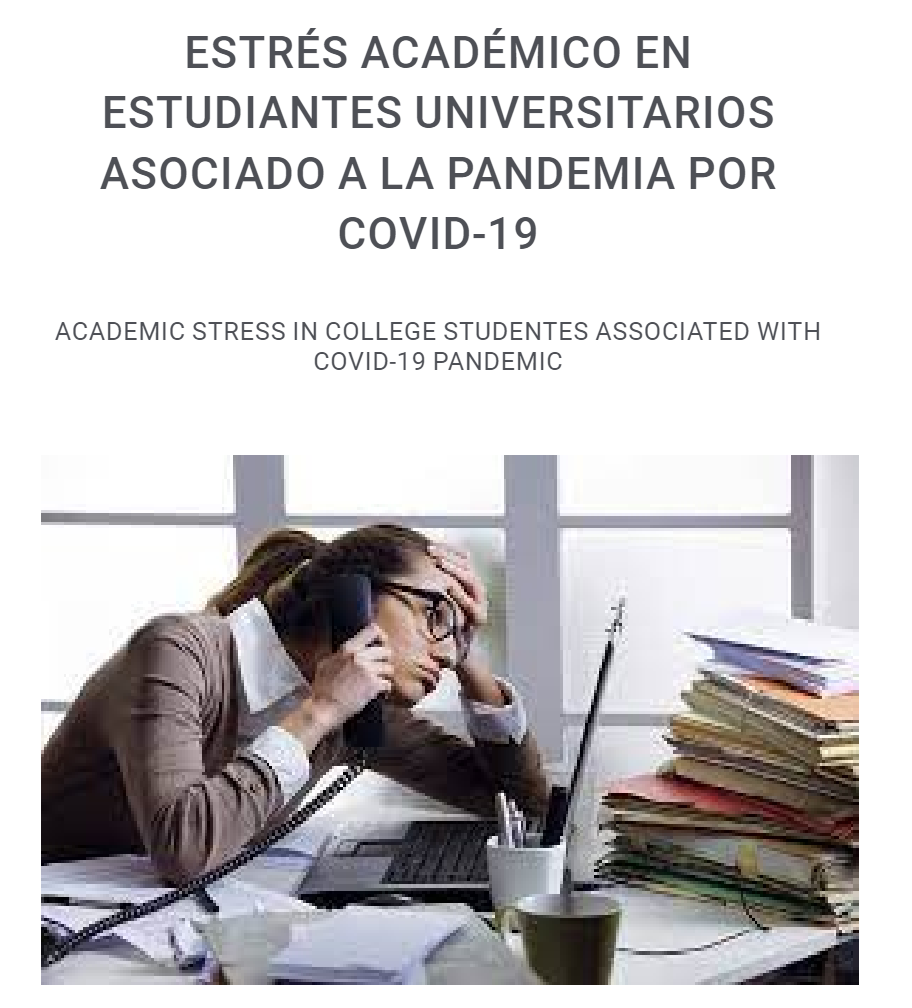 ESTRÉS ACADÉMICO EN
ESTUDIANTES UNIVERSITARIOS
ASOCIADO A LA PANDEMIA POR
COVID-19
ACADEMIC STRESS IN COLLEGE STUDENTES ASSOCIATED WITH
COVID-19 PANDEMIC